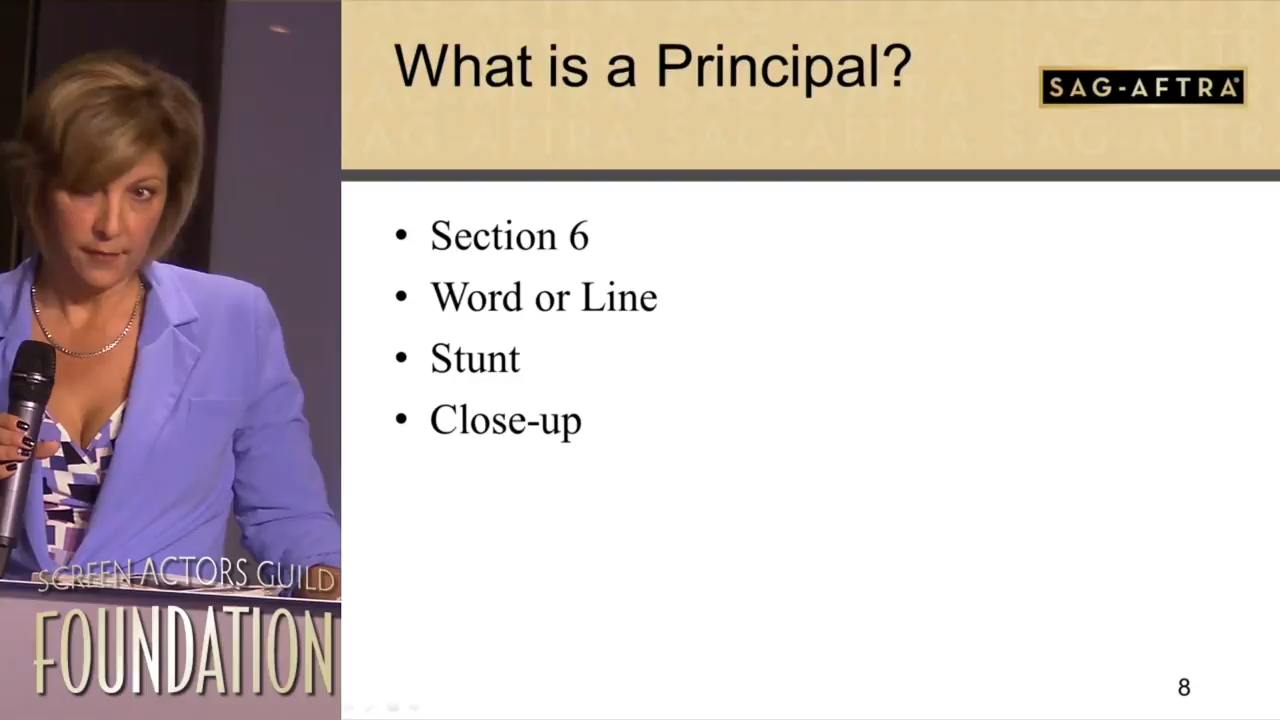 What is a Principal?
SAG-AFTRA®
• Section 6
• Word or Line
• Stunt
• Close-up
SCREEN ACTORS GUILD
FOUNDATION
8